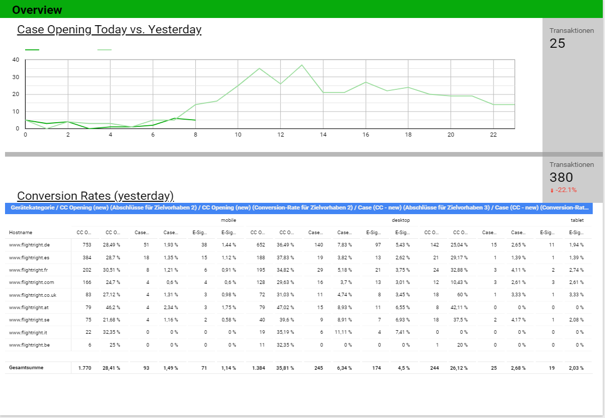 Overview
Case Opening Today vs. Yesterday
Transaktionen
25
40
30
20
10
0
0 2 4 6 8 10 12 14 16 18 20 22
Transaktionen
380
-22.1%
Conversion Rates (yesterday)
Gerätekategorie / CC Opening (new) (Abschlüsse für Zielvorhaben 2) / CC Opening (new) (Conversion-Rate für Zielvorhaben 2) / Case (CC - new) (Abschlüsse für Zielvorhaben 3) / Case (CC - new) (Conversion-Rat...
mobile desktop tablet
Hostname CC O... CC O... Case... Case... E-Sig... E-Sig... CC O... CC O... Case... Case... E-Sig... E-Sig... CC O... CC O... Case... Case... E-Sig... E-Sig...
www.flightright.de 753 28,49 % 51 1,93 % 38 1,44 % 652 36,49 % 140 7,83 % 97 5,43 % 142 25,04 % 15 2,65 % 11 1,94 %
www.flightright.es 384 28,7 % 18 1,35 % 15 1,12 % 188 37,83 % 19 3,82 % 13 2,62 % 21 29,17 % 1 1,39 % 1 1,39 %
www.flightright.fr 202 30,51 % 8 1,21 % 6 0,91 % 195 34,82 % 29 5,18 % 21 3,75 % 24 32,88 % 3 4,11 % 2 2,74 %
www.flightright.com 166 24,7 % 4 0,6 % 4 0,6 % 128 29,63 % 16 3,7 % 13 3,01 % 12 10,43 % 3 2,61 % 3 2,61 %
www.flightright.co.uk 83 27,12 % 4 1,31 % 3 0,98 % 72 31,03 % 11 4,74 % 8 3,45 % 18 60 % 1 3,33 % 1 3,33 %
www.flightright.at 79 46,2 % 4 2,34 % 3 1,75 % 79 47,02 % 15 8,93 % 11 6,55 % 8 42,11 % 0 0 % 0 0 %
www.flightright.se 75 21,68 % 4 1,16 % 2 0,58 % 40 39,6 % 9 8,91 % 7 6,93 % 18 37,5 % 2 4,17 % 1 2,08 %
www.flightright.it 22 32,35 % 0 0 % 0 0 % 19 35,19 % 6 11,11 % 4 7,41 % 0 0 % 0 0 % 0 0 %
www.flightright.be 6 25 % 0 0 % 0 0 % 11 32,35 % 0 0 % 0 0 % 1 20 % 0 0 % 0 0 %
Gesamtsumme 1.770 28,41 % 93 1,49 % 71 1,14 % 1.384 35,81 % 245 6,34 % 174 4,5 % 244 26,12 % 25 2,68 % 19 2,03 %